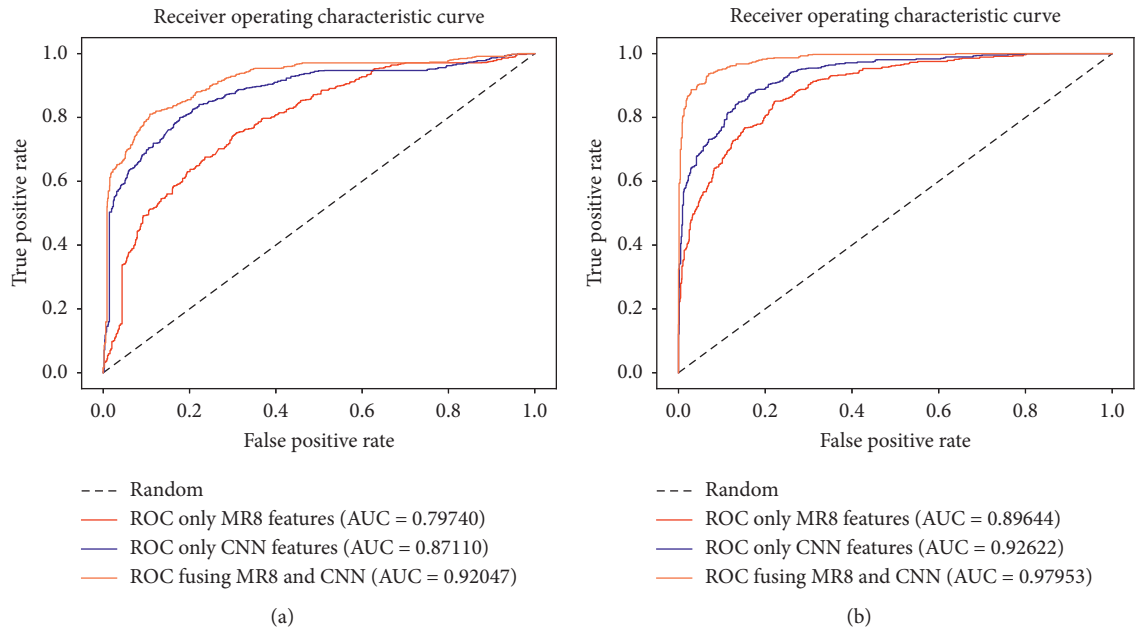 Receiver operating characteristic curve
1.0
0.8
0.6
0.4
0.2
0.0
True positive rate
0.0 0.2 0.4 0.6 0.8 1.0
False positive rate
Random
ROC only MR8 features (AUC = 0.79740)
ROC only CNN features (AUC = 0.87110)
ROC fusing MR8 and CNN (AUC = 0.92047)
(a)
Receiver operating characteristic curve
1.0
0.8
0.6
0.4
0.2
0.0
True positive rate
0.0 0.2 0.4 0.6 0.8 1.0
False positive rate
Random
ROC only MR8 features (AUC = 0.89644)
ROC only CNN features (AUC = 0.92622)
ROC fusing MR8 and CNN (AUC = 0.97953)
(b)